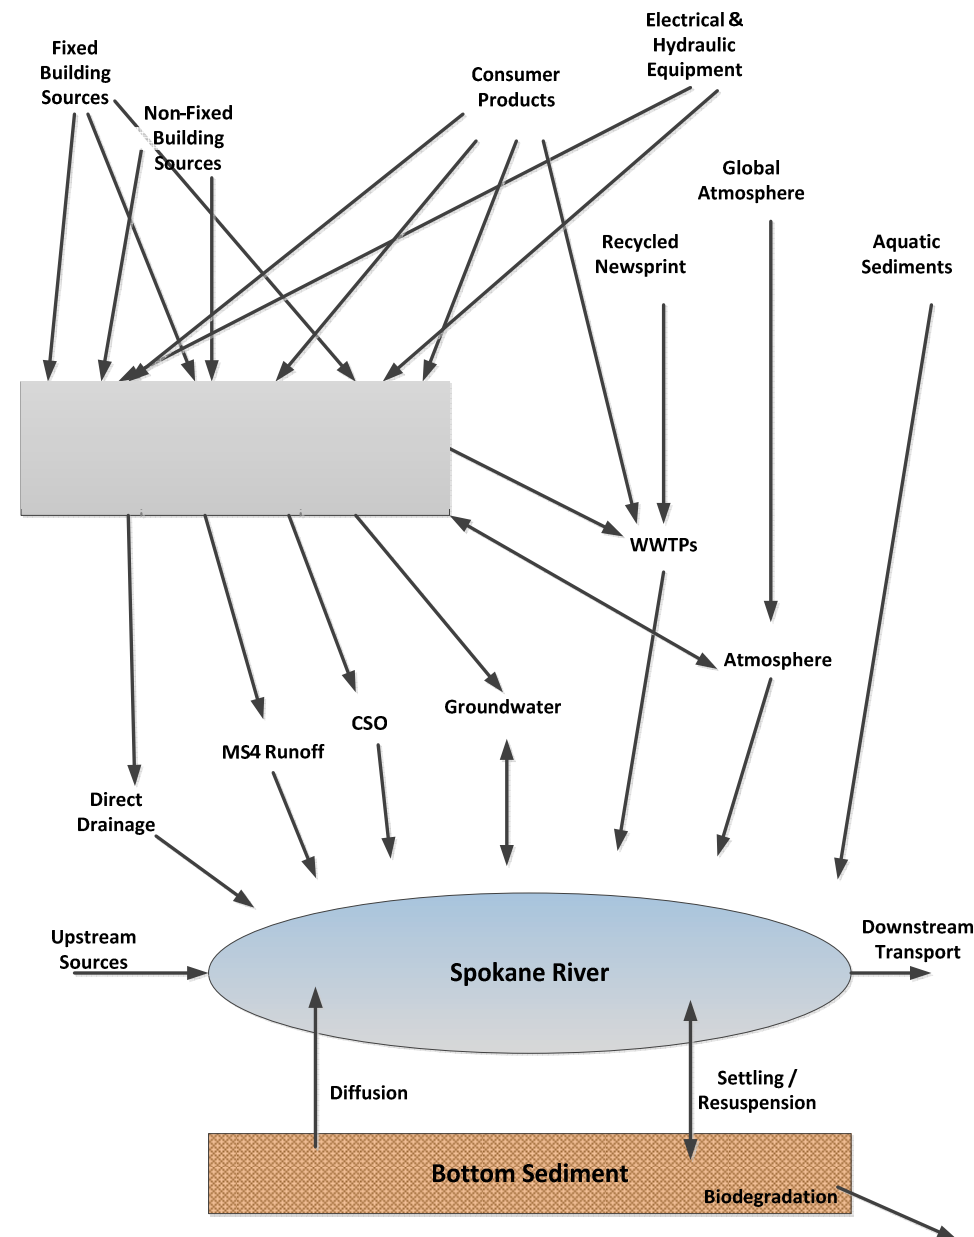 Electrical &
Hydraulic
Equipment
Fixed
Building
Sources
Consumer
Products
Non-Fixed
Building
Sources
Global
Atmosphere
Recycled
Newsprint
Aquatic
Sediments
WWTPs
Atmosphere
Groundwater
CSO
MS4 Runoff
Direct
Drainage
Upstream
Sources
Downstream
Transport
Spokane River
Diffusion
Settling /
Resuspension
Bottom Sediment
Biodegradation